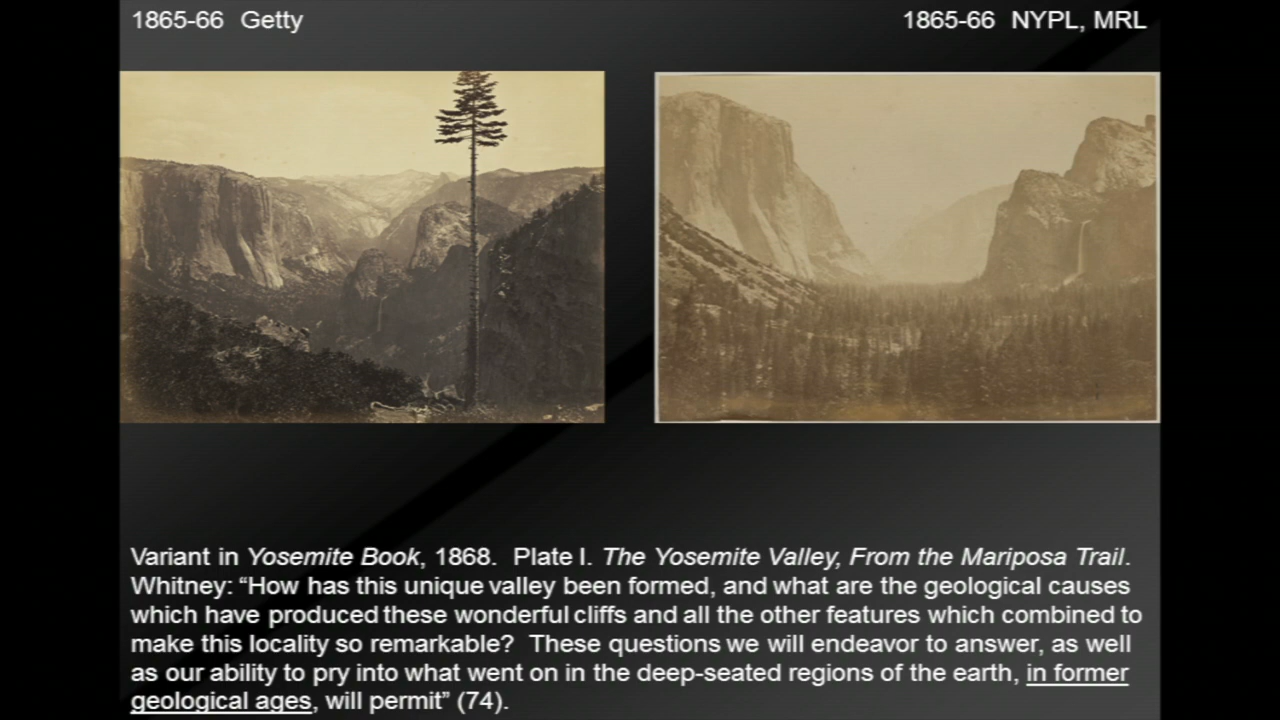 1865-66 Getty
1865-66 NYPL, MRL
Variant in Yosemite Book, 1868. Plate I. The Yosemite Valley, From the Mariposa Trail.
Whitney: “How has this unique valley been formed, and what are the geological causes
which have produced these wonderful cliffs and all the other features which combined to
make this locality so remarkable? These questions we will endeavor to answer, as well
as our ability to pry into what went on in the deep-seated regions of the earth, in former
geological ages, will permit” (74).